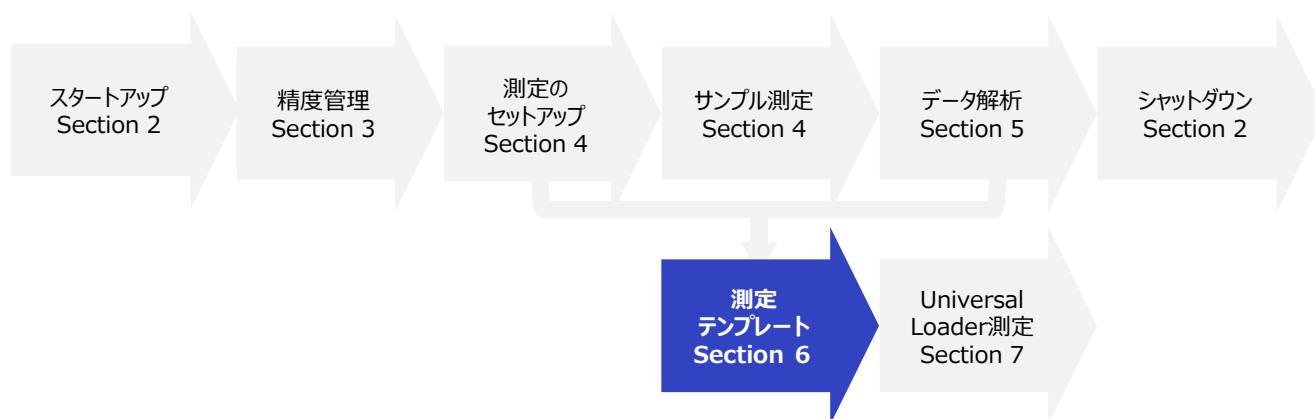 スタートアップ
Section 2
精度管理
Section 3
測定の
セットアップ
Section 4
サンプル測定
Section 4
データ解析
Section 5
シャットダウン
Section 2
測定
テンプレート
Section 6
Universal
Loader測定
Section 7